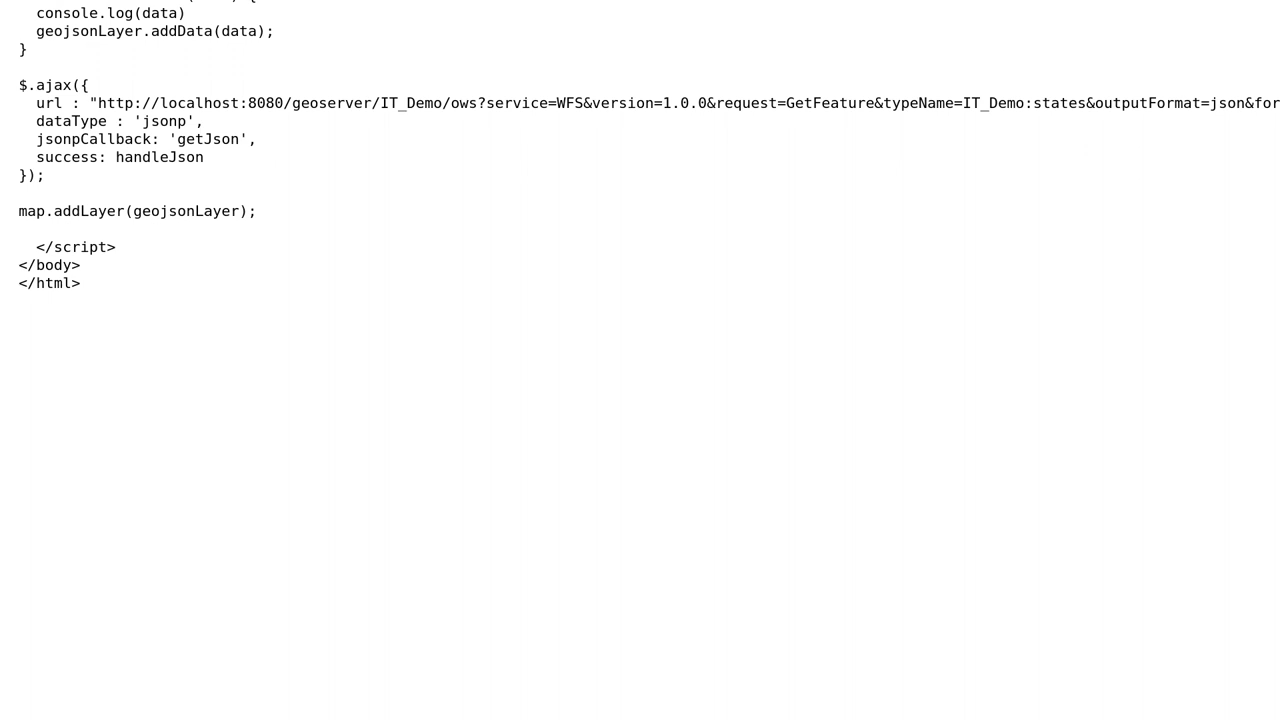 console.log(data)
geojsonLayer.addData(data);
}
$.ajax({
url : "http://localhost:8080/geoserver/IT_Demo/ows?service=WFS&version=1.0.0&request=GetFeature&typeName=IT_Demo:states&outputFormat=json&for
dataType : 'jsonp',
jsonpCallback: 'getJson',
success: handleJson
});
map.addLayer(geojsonLayer);
</script>
</body>
</html>